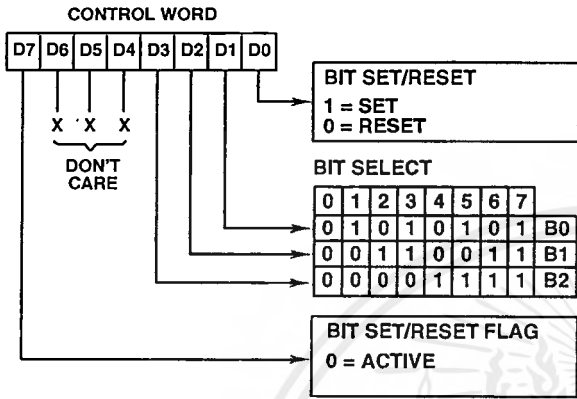 CONTROL WORD
D7 D6 D5 D4 D3 D2 D1 D0
X X X
DON'T
CARE
BIT SET/RESET
1 = SET
0 = RESET
BIT SELECT
0 1 2 3 4 5 6 7
0 1 0 1 0 1 0 1 B0
0 0 1 1 0 0 1 1 B1
0 0 0 0 1 1 1 1 B2
BIT SET/RESET FLAG
0 = ACTIVE